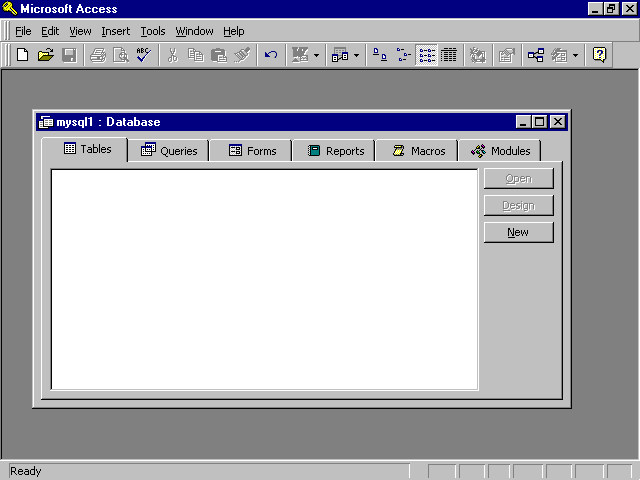 Microsoft Access
File Edit View Insert Tools Window Help
ABC
mysql1 : Database
Tables Queries Forms Reports Macros Modules
Open
Design
New
Ready